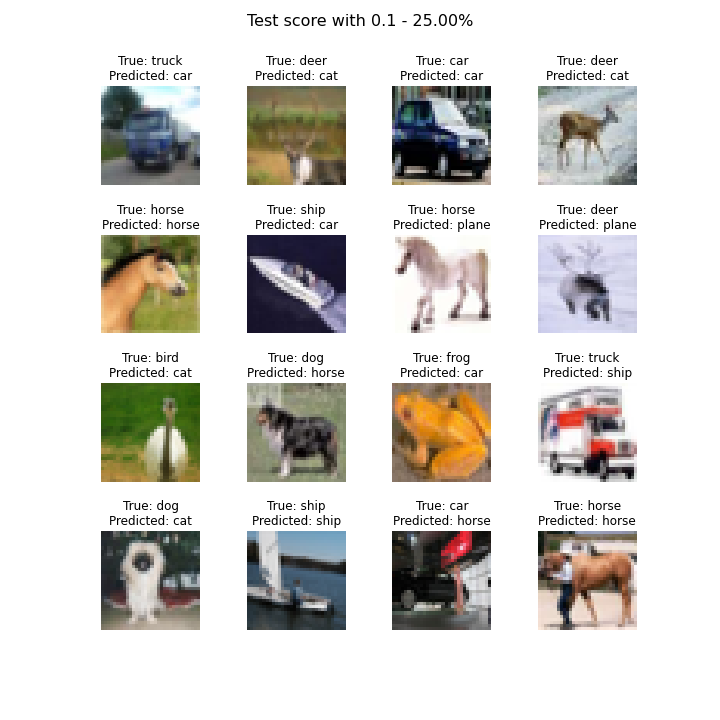 Test score with 0.1 - 25.00%
True: truck
Predicted: car
True: deer
Predicted: cat
True: car
Predicted: car
True: deer
Predicted: cat
True: horse
Predicted: horse
True: ship
Predicted: car
True: horse
Predicted: plane
True: deer
Predicted: plane
True: bird
Predicted: cat
True: dog
Predicted: horse
True: frog
Predicted: car
True: truck
Predicted: ship
True: dog
Predicted: cat
True: ship
Predicted: ship
True: car
Predicted: horse
True: horse
Predicted: horse